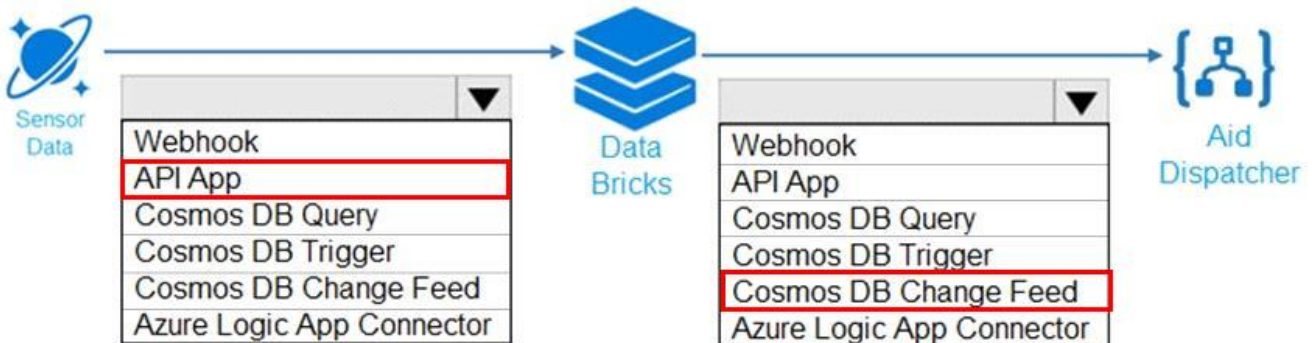 Sensor
Data
Webhook
API App
Cosmos DB Query
Cosmos DB Trigger
Cosmos DB Change Feed
Azure Logic App Connector
Data
Bricks
Webhook
API App
Cosmos DB Query
Cosmos DB Trigger
Cosmos DB Change Feed
Azure Logic App Connector
Aid
Dispatcher